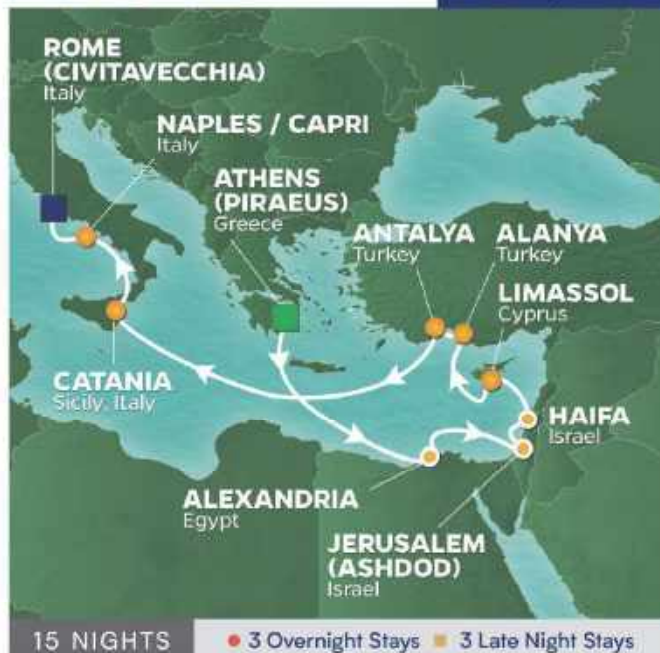 ROME
(CIVITAVECCHIA)
Italy
NAPLES / CAPRI
Italy
ATHENS
(PIRAEUS)
Greece
ANTALYA
Turkey
ALANYA
Turkey
LIMASSOL
Cyprus
CATANIA
Sicily, Italy
HAIFA
Israel
ALEXANDRIA
Egypt
JERUSALEM
(ASHDOD)
Israel
15 NIGHTS
3 Overnight Stays
3 Late Night Stays